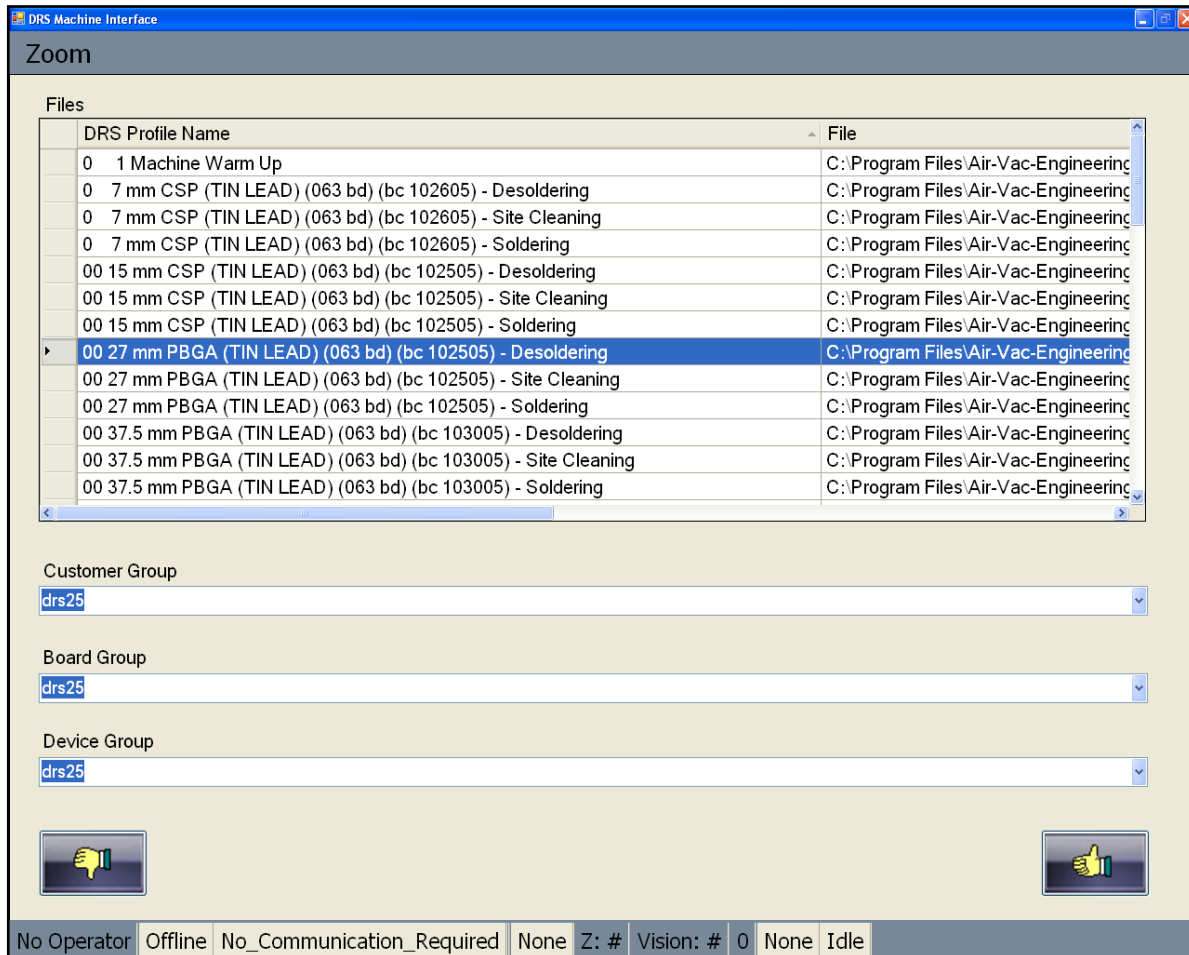 DRS Machine Interface
Zoom
Files
DRS Profile Name File
0 1 Machine Warm Up C:\Program Files\Air-Vac-Engineering
0 7 mm CSP (TIN LEAD) (063 bd) (bc 102605) - Desoldering C:\Program Files\Air-Vac-Engineering
0 7 mm CSP (TIN LEAD) (063 bd) (bc 102605) - Site Cleaning C:\Program Files\Air-Vac-Engineering
0 7 mm CSP (TIN LEAD) (063 bd) (bc 102605) - Soldering C:\Program Files\Air-Vac-Engineering
00 15 mm CSP (TIN LEAD) (063 bd) (bc 102505) - Desoldering C:\Program Files\Air-Vac-Engineering
00 15 mm CSP (TIN LEAD) (063 bd) (bc 102505) - Site Cleaning C:\Program Files\Air-Vac-Engineering
00 15 mm CSP (TIN LEAD) (063 bd) (bc 102505) - Soldering C:\Program Files\Air-Vac-Engineering
00 27 mm PBGA (TIN LEAD) (063 bd) (bc 102505) - Desoldering C:\Program Files\Air-Vac-Engineering
00 27 mm PBGA (TIN LEAD) (063 bd) (bc 102505) - Site Cleaning C:\Program Files\Air-Vac-Engineering
00 27 mm PBGA (TIN LEAD) (063 bd) (bc 102505) - Soldering C:\Program Files\Air-Vac-Engineering
00 37.5 mm PBGA (TIN LEAD) (063 bd) (bc 103005) - Desoldering C:\Program Files\Air-Vac-Engineering
00 37.5 mm PBGA (TIN LEAD) (063 bd) (bc 103005) - Site Cleaning C:\Program Files\Air-Vac-Engineering
00 37.5 mm PBGA (TIN LEAD) (063 bd) (bc 103005) - Soldering C:\Program Files\Air-Vac-Engineering
Customer Group
drs25
Board Group
drs25
Device Group
drs25
No Operator Offline No_Communication_Required None Z: # Vision: # 0 None Idle